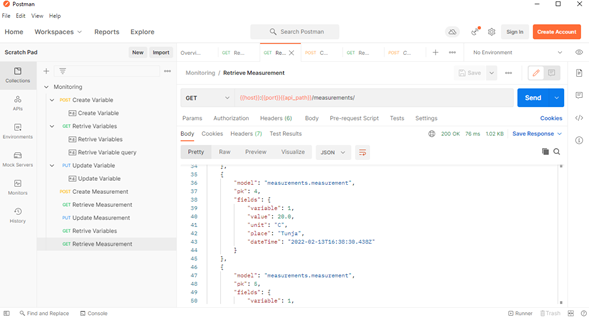 Postman
File Edit View Help
Home Workspaces Reports Explore Search Postman Sign In Create Account
Scratch Pad New Import Overvi... GET Re... GET Re... POST C... GET Re... POST C... No Environment
Collections
APIs
Environments
Mock Servers
Monitors
History
Monitoring
POST Create Variable
Create Variable
GET Retrive Variables
Retrive Variables
Retrive Variable query
PUT Update Variable
Update Variable
POST Create Measurement
GET Retrieve Measurement
PUT Update Measurement
GET Retrive Variables
GET Retrieve Measurement
Monitoring / Retrieve Measurement Save
GET {{host}}:{{port}}{{api_path}}/measurements/ Send
Params Authorization Headers (6) Body Pre-request Script Tests Settings Cookies
Body Cookies Headers (7) Test Results 200 OK 76 ms 1.02 KB Save Response
Pretty Raw Preview Visualize JSON
34 },
35 {
36 "model": "measurements.measurement",
37 "pk": 4,
38 "fields": {
39 "variable": 1,
40 "value": 20.0,
41 "unit": "C",
42 "place": "Tunja",
43 "dateTime": "2022-02-13T16:30:30.438Z"
44 }
45 },
46 {
47 "model": "measurements.measurement",
48 "pk": 5,
49 "fields": {
50 "variable": 1,
Find and Replace Console Runner Trash